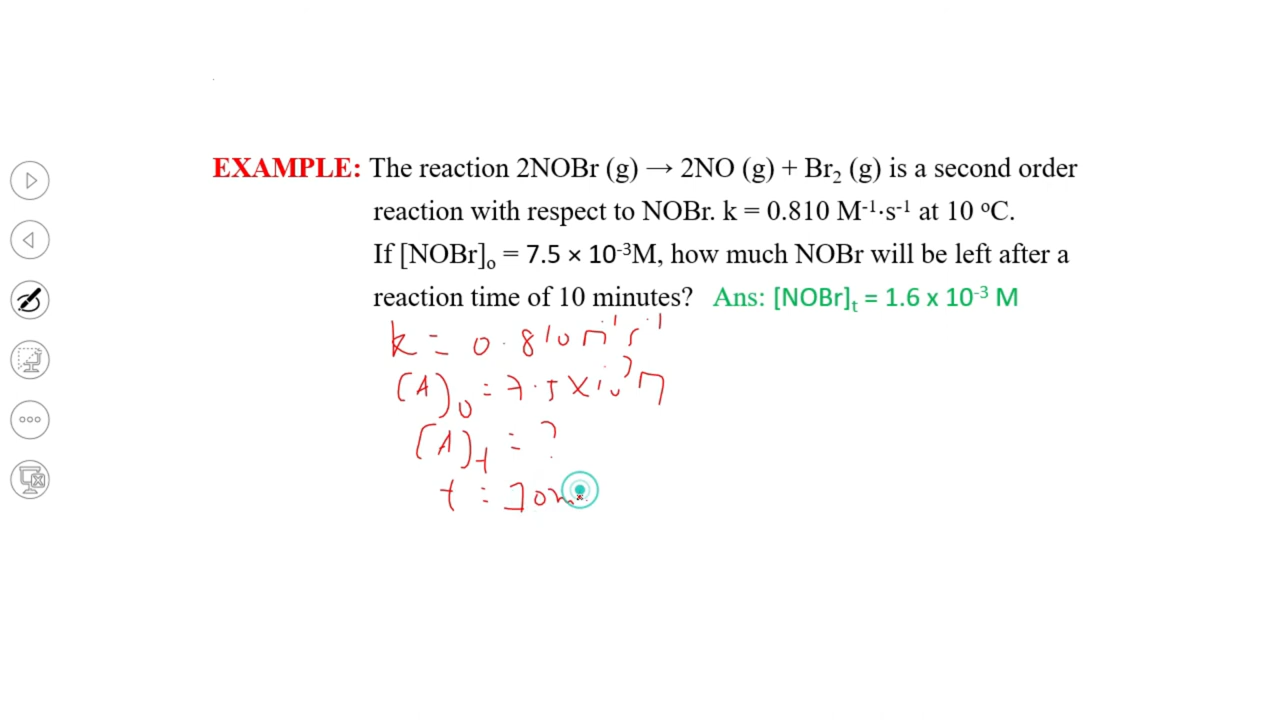 EXAMPLE: The reaction 2NOBr (g) → 2NO (g) + Br₂ (g) is a second order
reaction with respect to NOBr. k = 0.810 M⁻¹·s⁻¹ at 10 ⁰C.
If [NOBr]ₒ = 7.5 × 10⁻³M, how much NOBr will be left after a
reaction time of 10 minutes? Ans: [NOBr]ₜ = 1.6 x 10⁻³ M
k = 0.810 M⁻¹s⁻¹
(A)₀ = 7.5 X 10⁻³ M
(A)ₜ = ?
t = 10